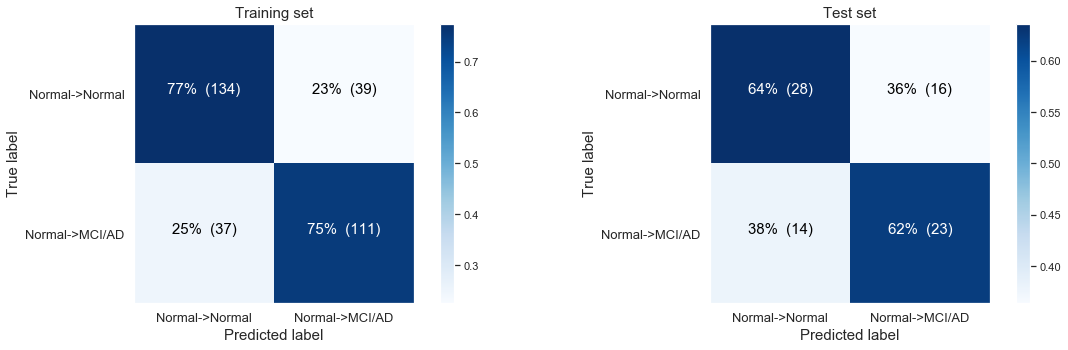 Training set
True label
Normal->Normal
77% (134)
23% (39)
Normal->MCI/AD
25% (37)
75% (111)
Normal->Normal
Normal->MCI/AD
Predicted label
0.7
0.6
0.5
0.4
0.3
Test set
True label
Normal->Normal
64% (28)
36% (16)
Normal->MCI/AD
38% (14)
62% (23)
Normal->Normal
Normal->MCI/AD
Predicted label
0.60
0.55
0.50
0.45
0.40